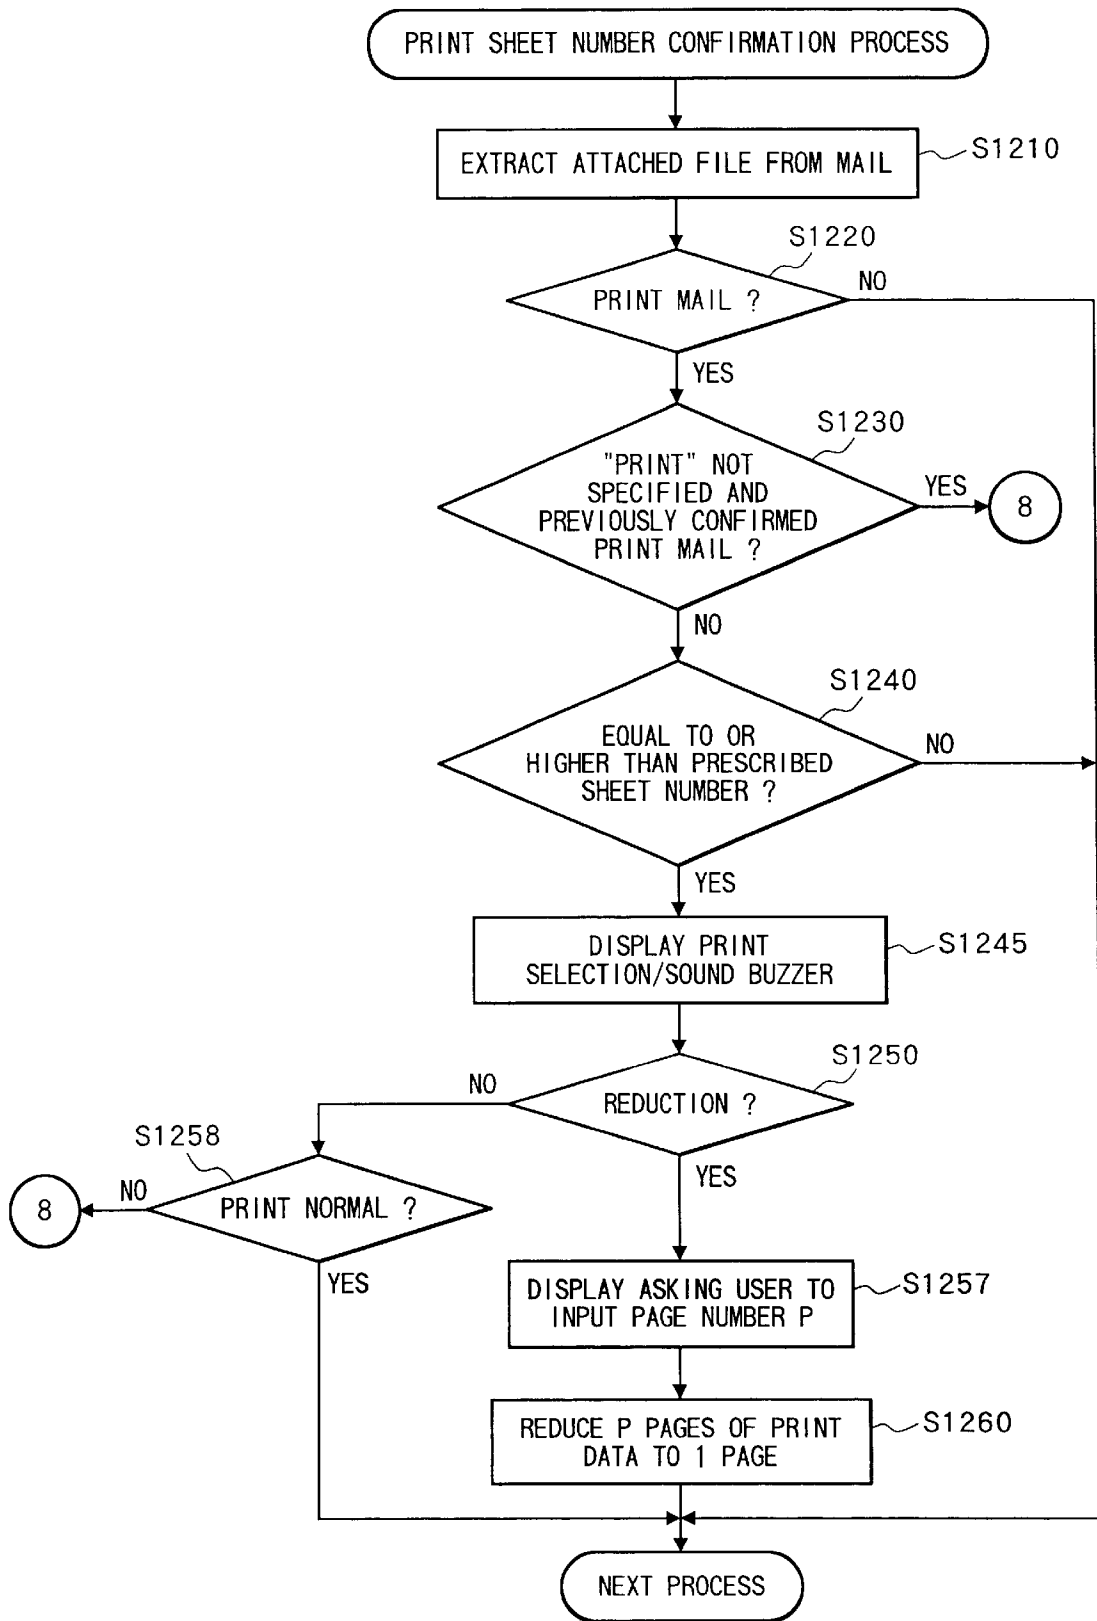 PRINT SHEET NUMBER CONFIRMATION PROCESS
EXTRACT ATTACHED FILE FROM MAIL
S1210
S1220
PRINT MAIL ?
NO
YES
S1230
"PRINT" NOT
SPECIFIED AND
PREVIOUSLY CONFIRMED
PRINT MAIL ?
YES
8
NO
S1240
EQUAL TO OR
HIGHER THAN PRESCRIBED
SHEET NUMBER ?
NO
YES
DISPLAY PRINT
SELECTION/SOUND BUZZER
S1245
S1250
REDUCTION ?
NO
YES
S1258
PRINT NORMAL ?
NO
8
YES
DISPLAY ASKING USER TO
INPUT PAGE NUMBER P
S1257
REDUCE P PAGES OF PRINT
DATA TO 1 PAGE
S1260
NEXT PROCESS